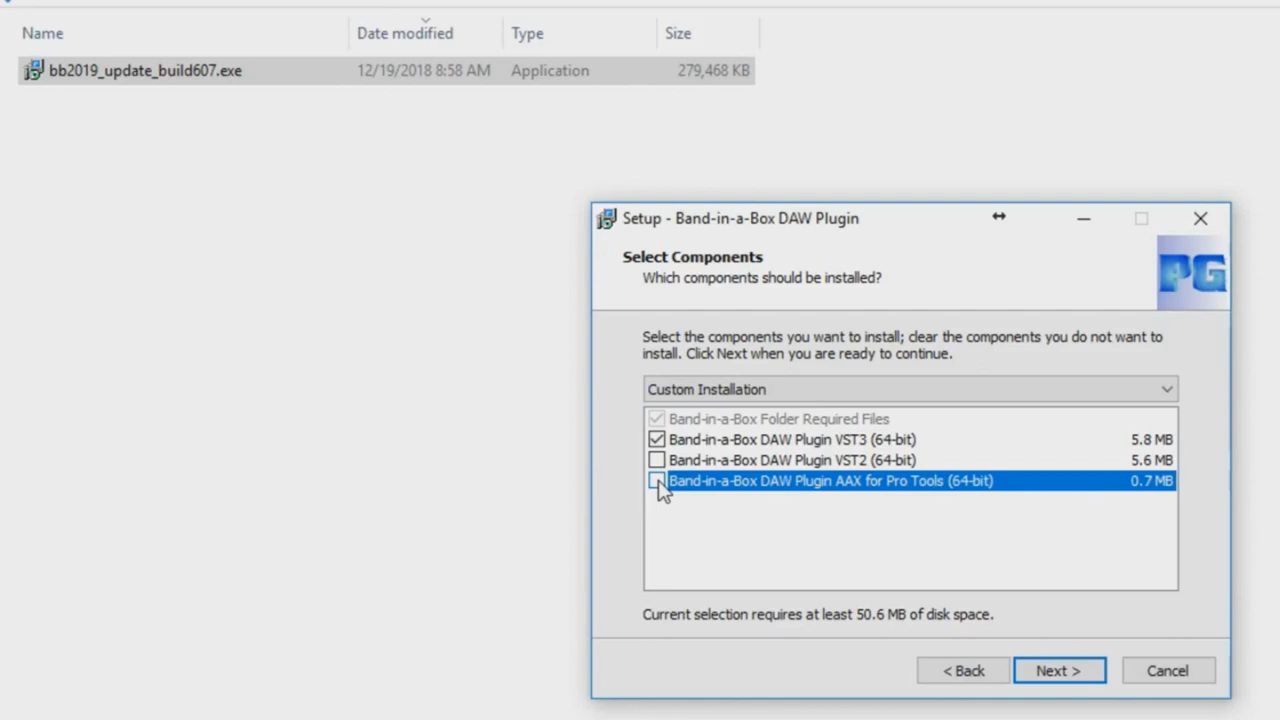 Name Date modified Type Size
bb2019_update_build607.exe 12/19/2018 8:58 AM Application 279,468 KB
Setup - Band-in-a-Box DAW Plugin
Select Components
Which components should be installed?
PG
Select the components you want to install; clear the components you do not want to
install. Click Next when you are ready to continue.
Custom Installation
Band-in-a-Box Folder Required Files
Band-in-a-Box DAW Plugin VST3 (64-bit) 5.8 MB
Band-in-a-Box DAW Plugin VST2 (64-bit) 5.6 MB
Band-in-a-Box DAW Plugin AAX for Pro Tools (64-bit) 0.7 MB
Current selection requires at least 50.6 MB of disk space.
< Back Next > Cancel